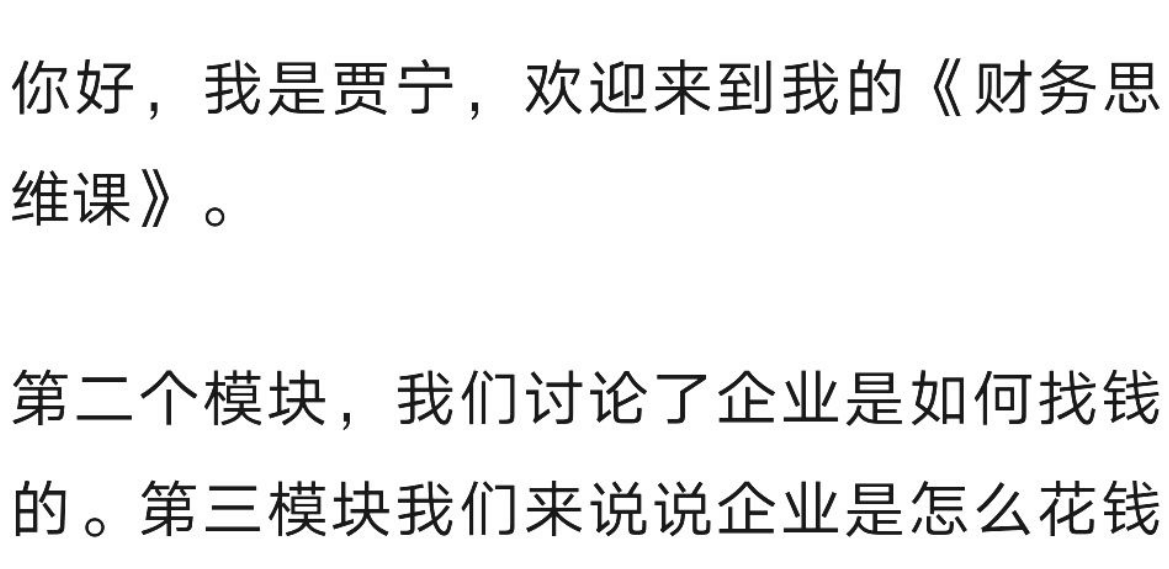 你好，我是贾宁，欢迎来到我的《财务思
维课》。
第二个模块，我们讨论了企业是如何找钱
的。第三模块我们来说说企业是怎么花钱